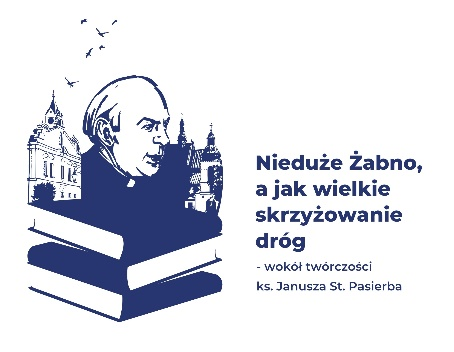 Nieduże Żabno,
a jak wielkie
skrzyżowanie
dróg
- wokół twórczości
ks. Janusza St. Pasierba